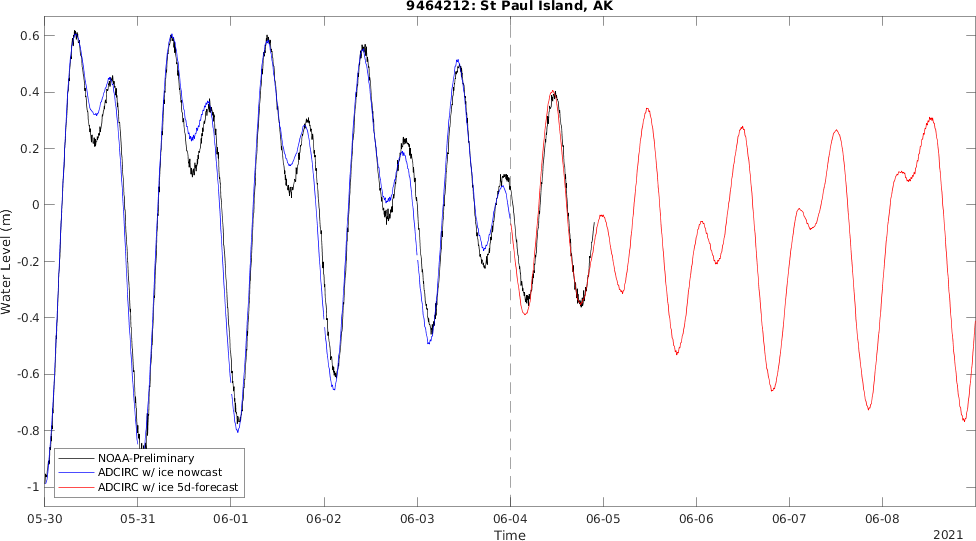 9464212: St Paul Island, AK
0.6
0.4
0.2
0
-0.2
-0.4
-0.6
-0.8
-1
Water Level (m)
NOAA-Preliminary
ADCIRC w/ ice nowcast
ADCIRC w/ ice 5d-forecast
05-30 05-31 06-01 06-02 06-03 06-04 06-05 06-06 06-07 06-08
Time
2021